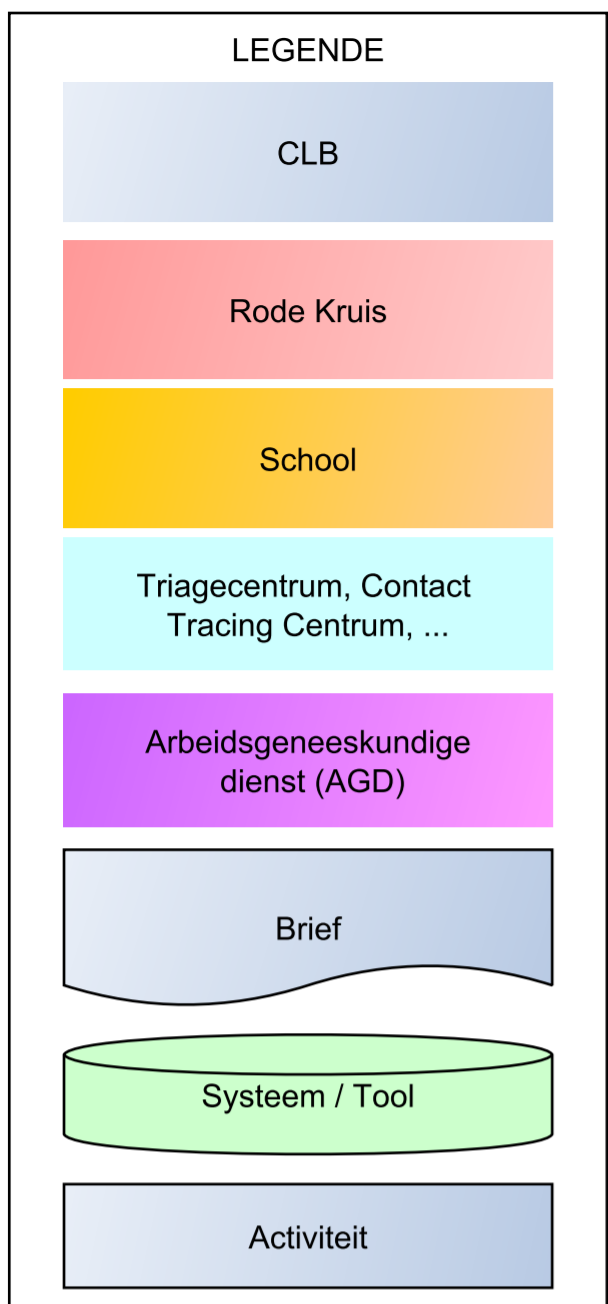 LEGENDE
CLB
Rode Kruis
School
Triagecentrum, Contact
Tracing Centrum, ...
Arbeidsgeneeskundige
dienst (AGD)
Brief
Systeem / Tool
Activiteit